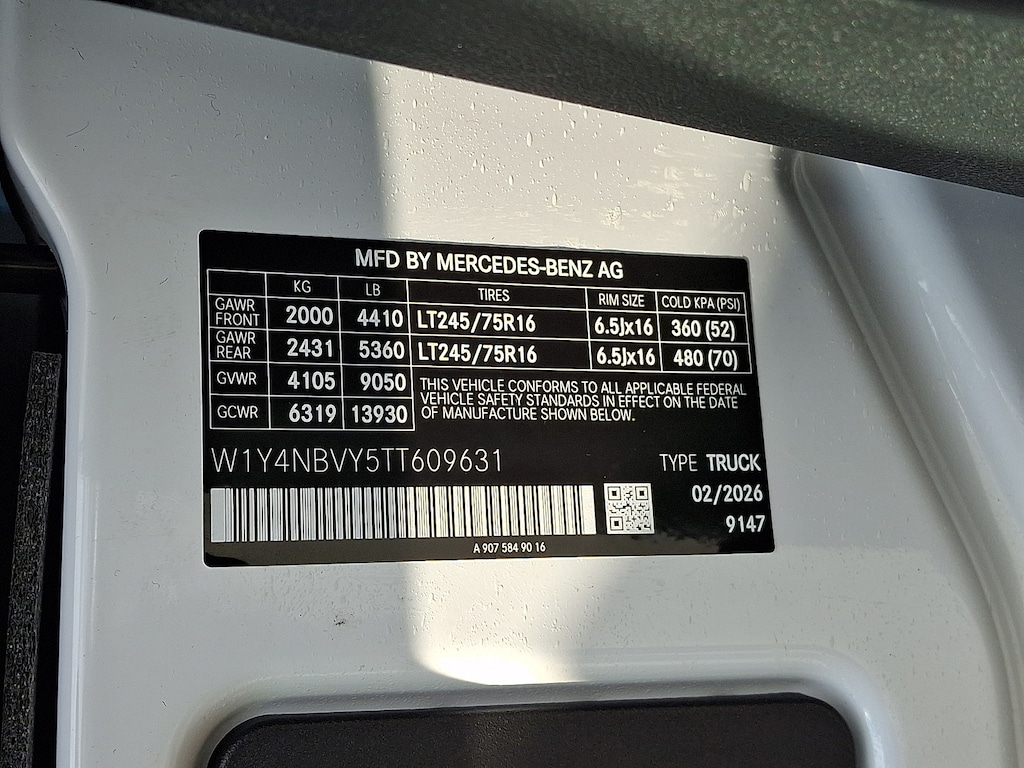 MFD BY MERCEDES-BENZ AG
KG LB TIRES RIM SIZE COLD KPA (PSI)
GAWR FRONT 2000 4410 LT245/75R16 6.5Jx16 360 (52)
GAWR REAR 2431 5360 LT245/75R16 6.5Jx16 480 (70)
GVWR 4105 9050
GCWR 6319 13930
THIS VEHICLE CONFORMS TO ALL APPLICABLE FEDERAL
VEHICLE SAFETY STANDARDS IN EFFECT ON THE DATE
OF MANUFACTURE SHOWN BELOW.
W1Y4NBVY5TT609631
TYPE TRUCK
02/2026
9147
A 907 584 90 16